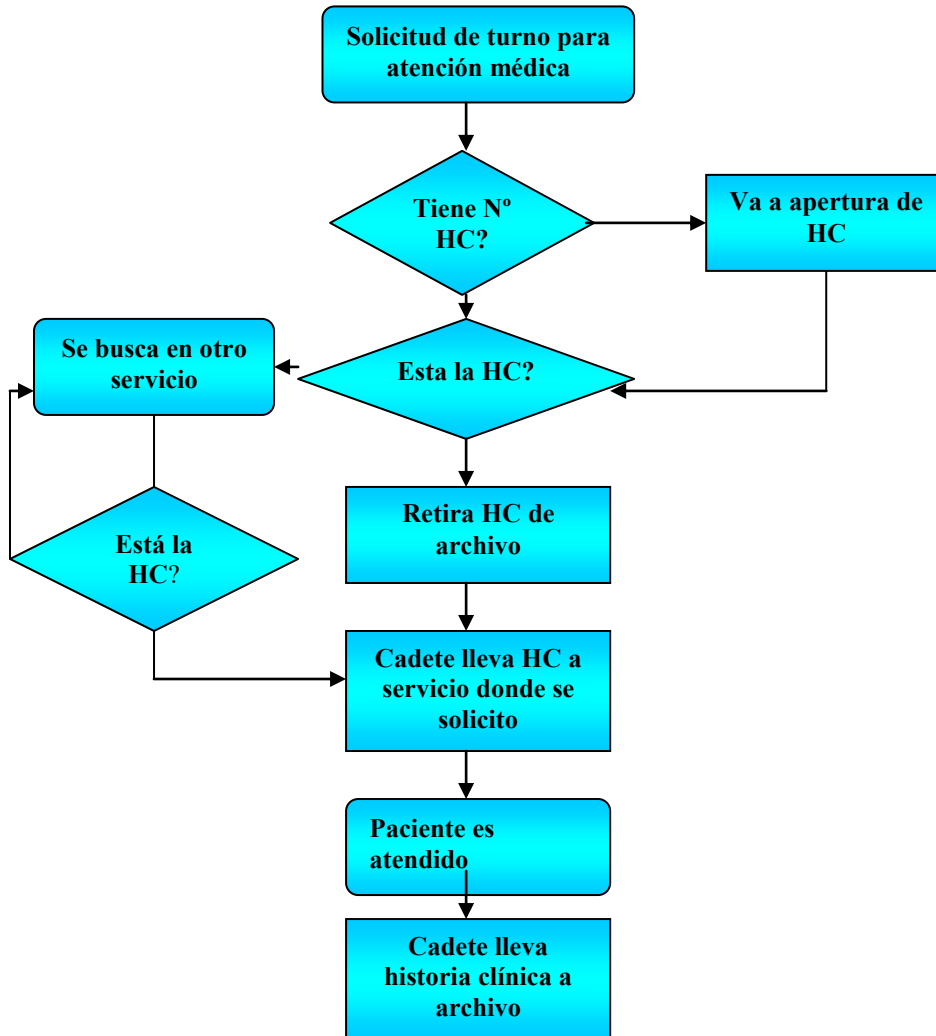 Solicitud de turno para
atención médica
Tiene Nº
HC?
Va a apertura de
HC
Se busca en otro
servicio
Esta la HC?
Retira HC de
archivo
Está la
HC?
Cadete lleva HC a
servicio donde se
solicito
Paciente es
atendido
Cadete lleva
historia clínica a
archivo